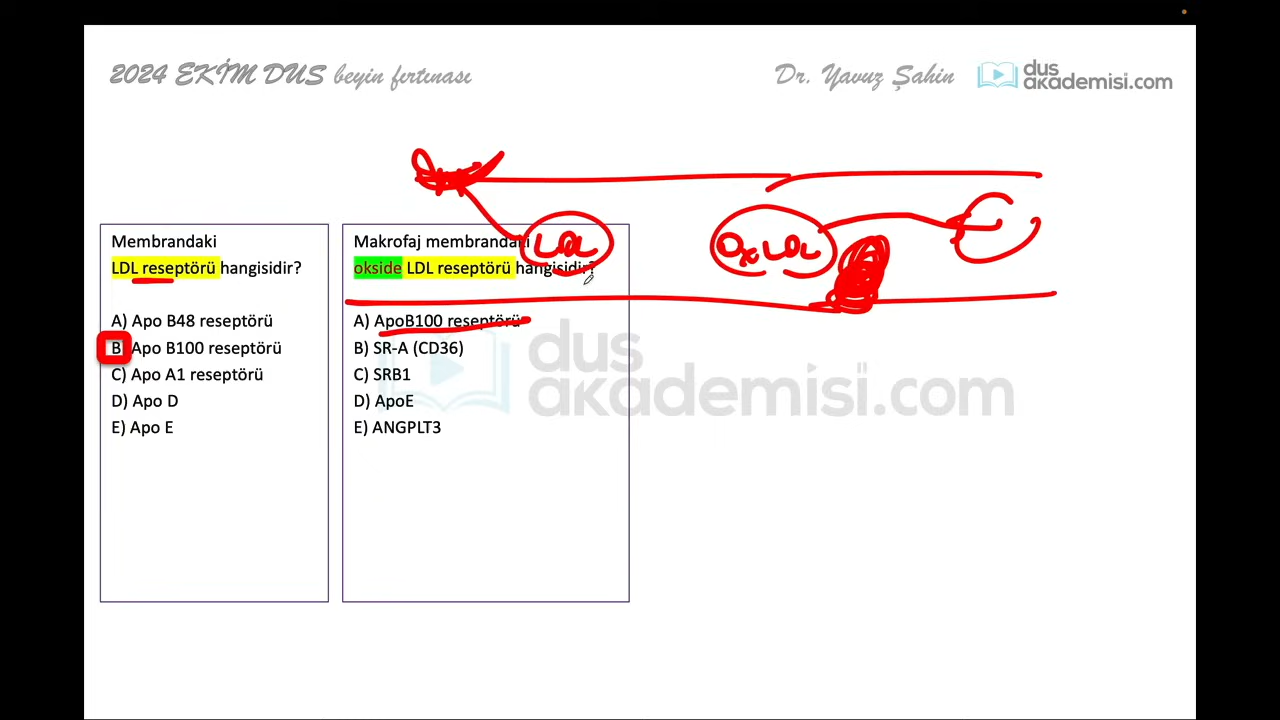 2024 EKİM DUS beyin fırtınası
Dr. Yavuz Şahin
dus
akademisi.com
LDL
OxLDL
Membrandaki
LDL reseptörü hangisidir?
A) Apo B48 reseptörü
B) Apo B100 reseptörü
C) Apo A1 reseptörü
D) Apo D
E) Apo E
Makrofaj membrandaki
okside LDL reseptörü hangisidir?
A) ApoB100 reseptörü
B) SR-A (CD36)
C) SRB1
D) ApoE
E) ANGPLT3
dus
akademisi.com